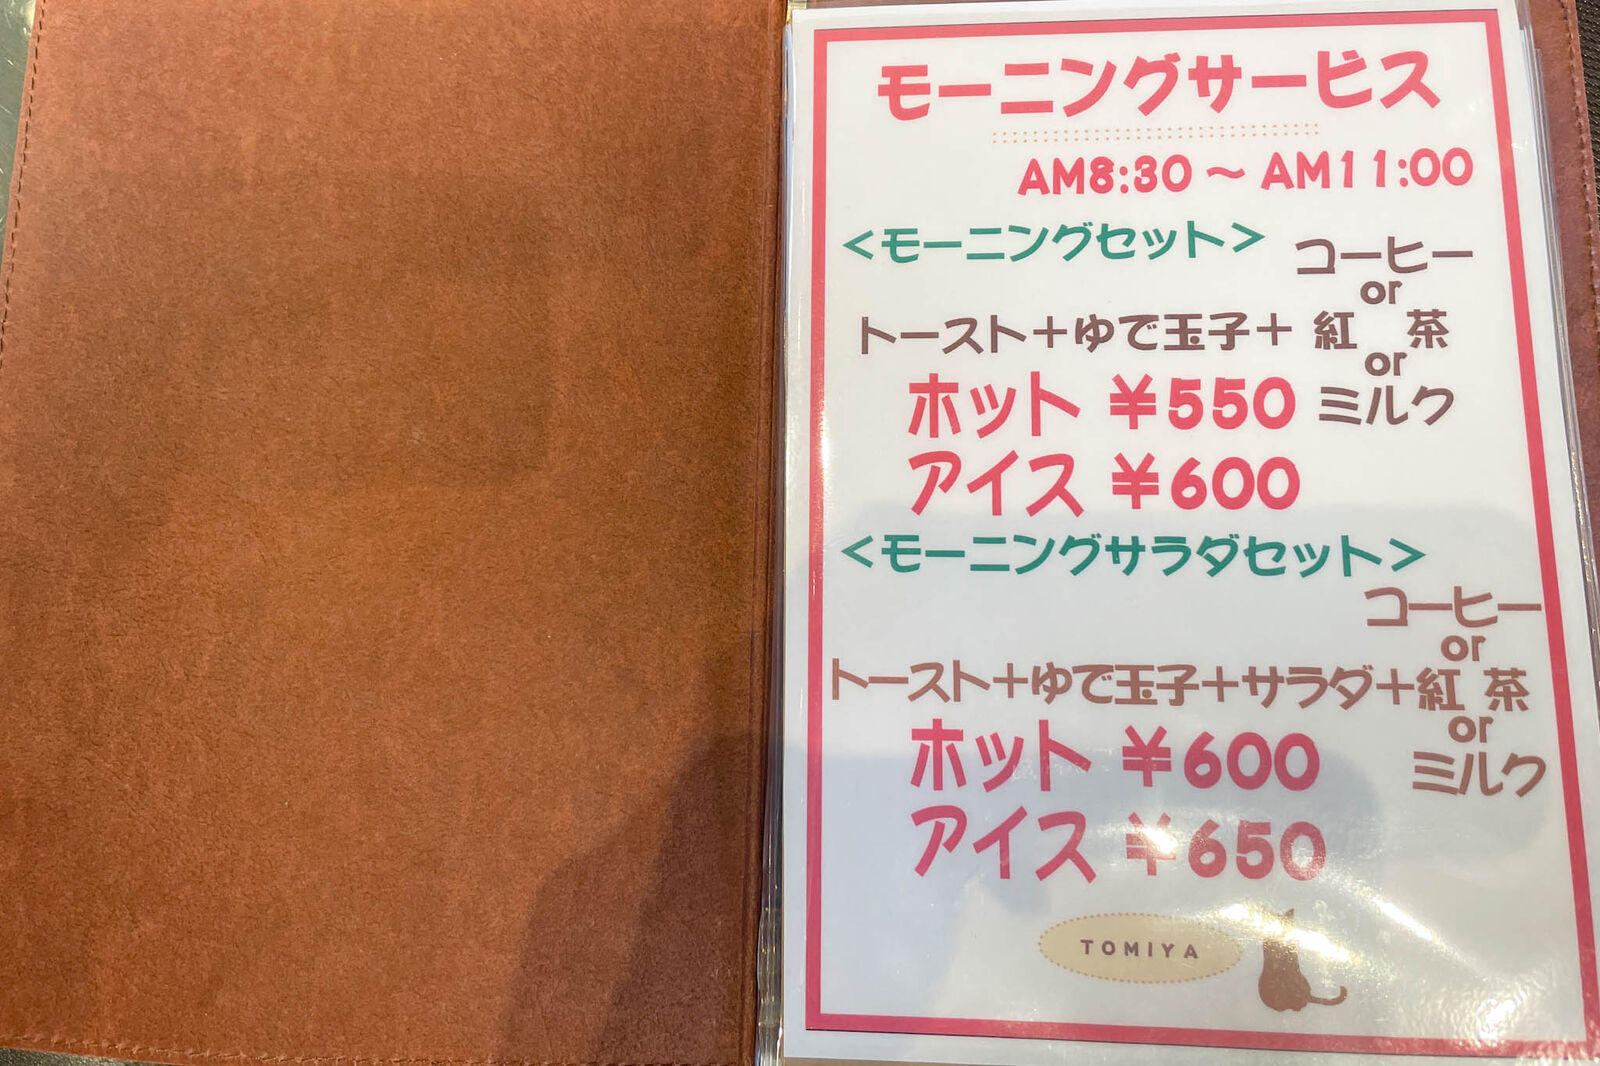 モーニングサービス
AM8:30～AM11:00
<モーニングセット>
コーヒー
or
トースト＋ゆで玉子＋ 紅 茶
or
ホット ¥550 ミルク
アイス ¥600
<モーニングサラダセット>
コーヒー
or
トースト＋ゆで玉子＋サラダ＋紅 茶
or
ホット ¥600 ミルク
アイス ¥650
TOMIYA